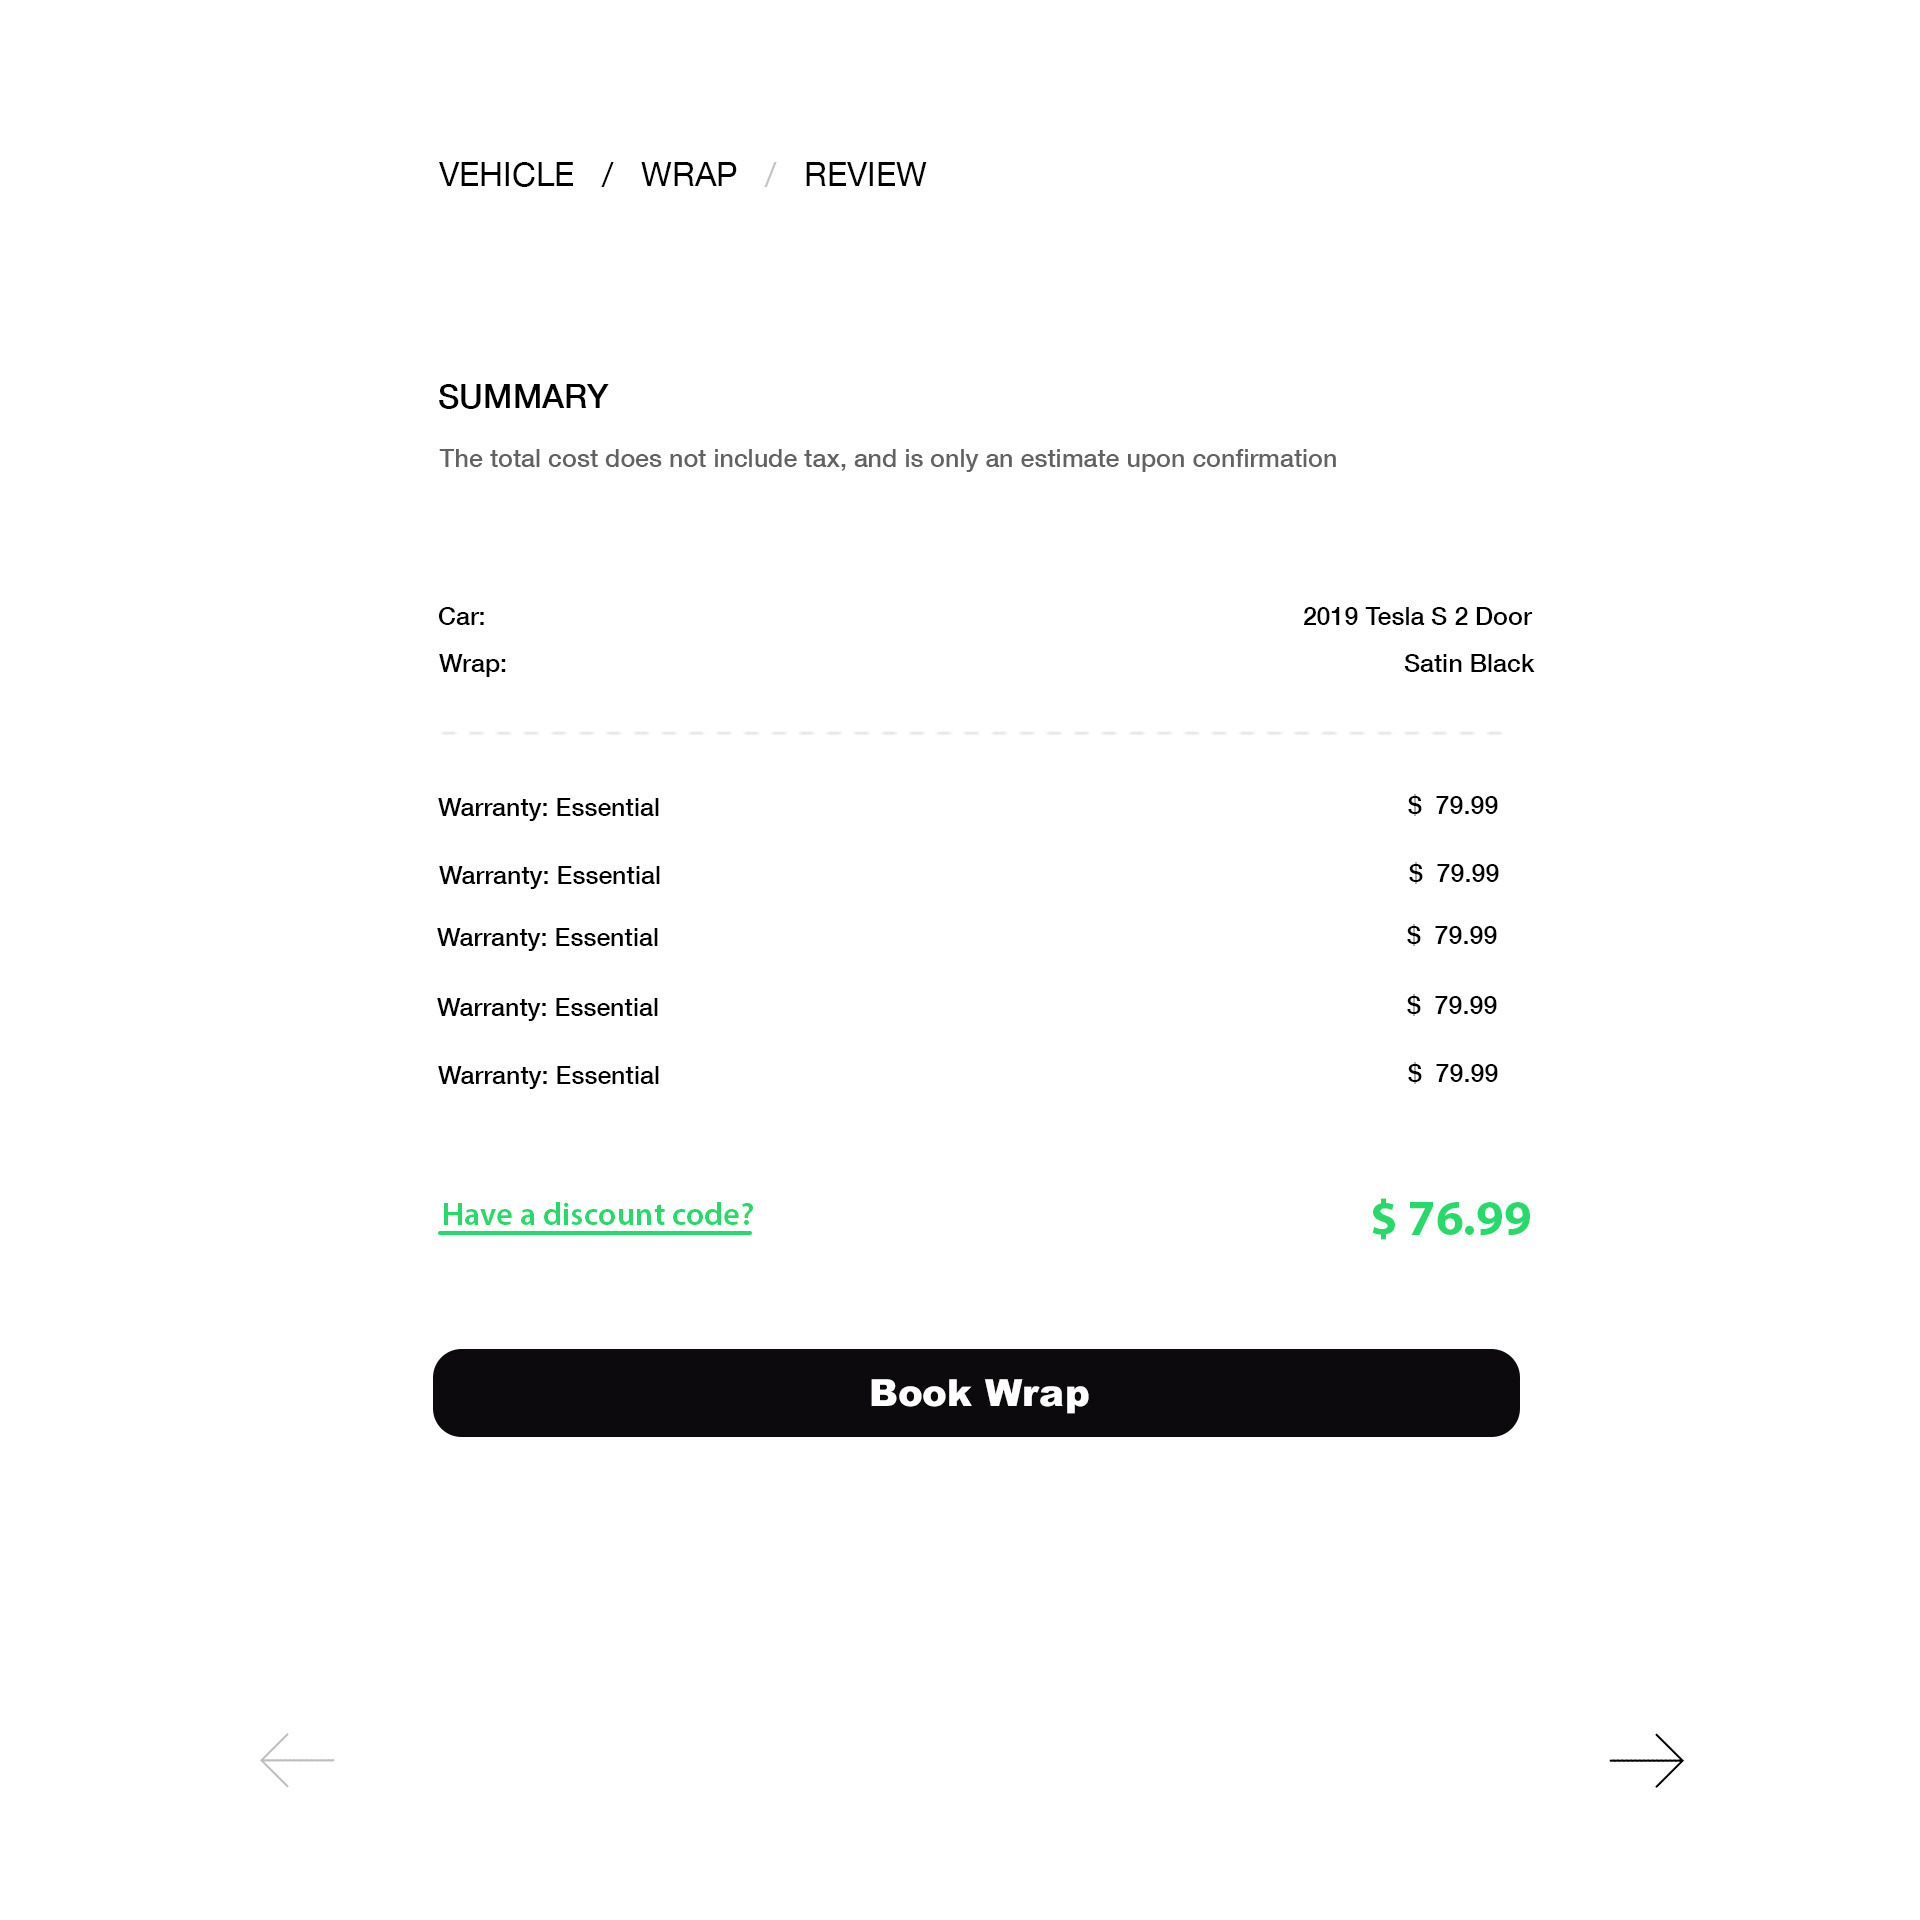 VEHICLE / WRAP / REVIEW
SUMMARY
The total cost does not include tax, and is only an estimate upon confirmation
Car: 2019 Tesla S 2 Door
Wrap: Satin Black
Warranty: Essential $ 79.99
Warranty: Essential $ 79.99
Warranty: Essential $ 79.99
Warranty: Essential $ 79.99
Warranty: Essential $ 79.99
Have a discount code? $ 76.99
Book Wrap